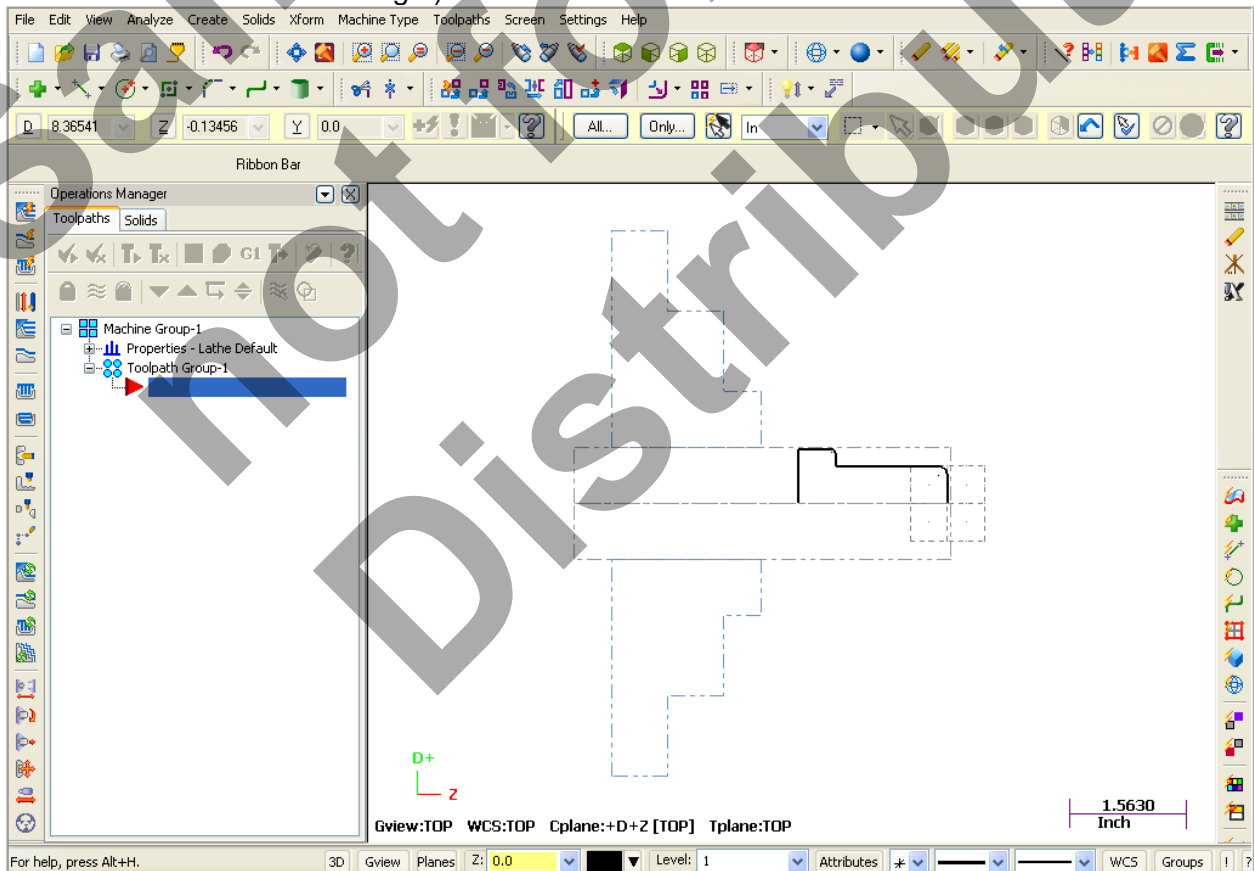 File Edit View Analyze Create Solids Xform Machine Type Toolpaths Screen Settings Help
D 8.36541 Z -0.13456 Y 0.0 All... Only... In
Ribbon Bar
Operations Manager
Toolpaths Solids
G1
Machine Group-1
Properties - Lathe Default
Toolpath Group-1
D+
Z
1.5630
Inch
Gview:TOP WCS:TOP Cplane:+D+Z [TOP] Tplane:TOP
For help, press Alt+H. 3D Gview Planes Z: 0.0 Level: 1 Attributes WCS Groups ! ?
not for
Distribut